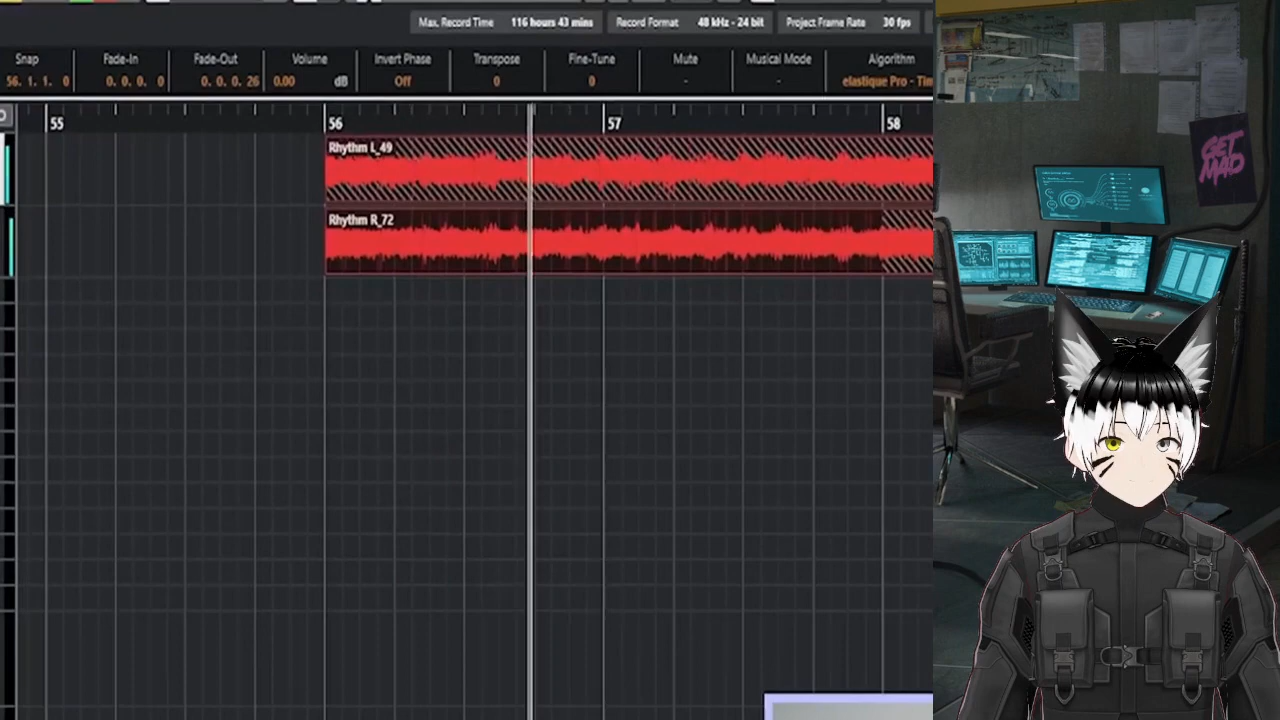 Max. Record Time 116 hours 43 mins Record Format 48 kHz - 24 bit Project Frame Rate 30 fps
Snap Fade-In Fade-Out Volume Invert Phase Transpose Fine-Tune Mute Musical Mode Algorithm
56. 1. 1. 0 0. 0. 0. 0 0. 0. 0. 26 0.00 dB Off 0 0 - - elastique Pro - Tim
55 56 57 58
Rhythm L_49
Rhythm R_72
GET
MAD